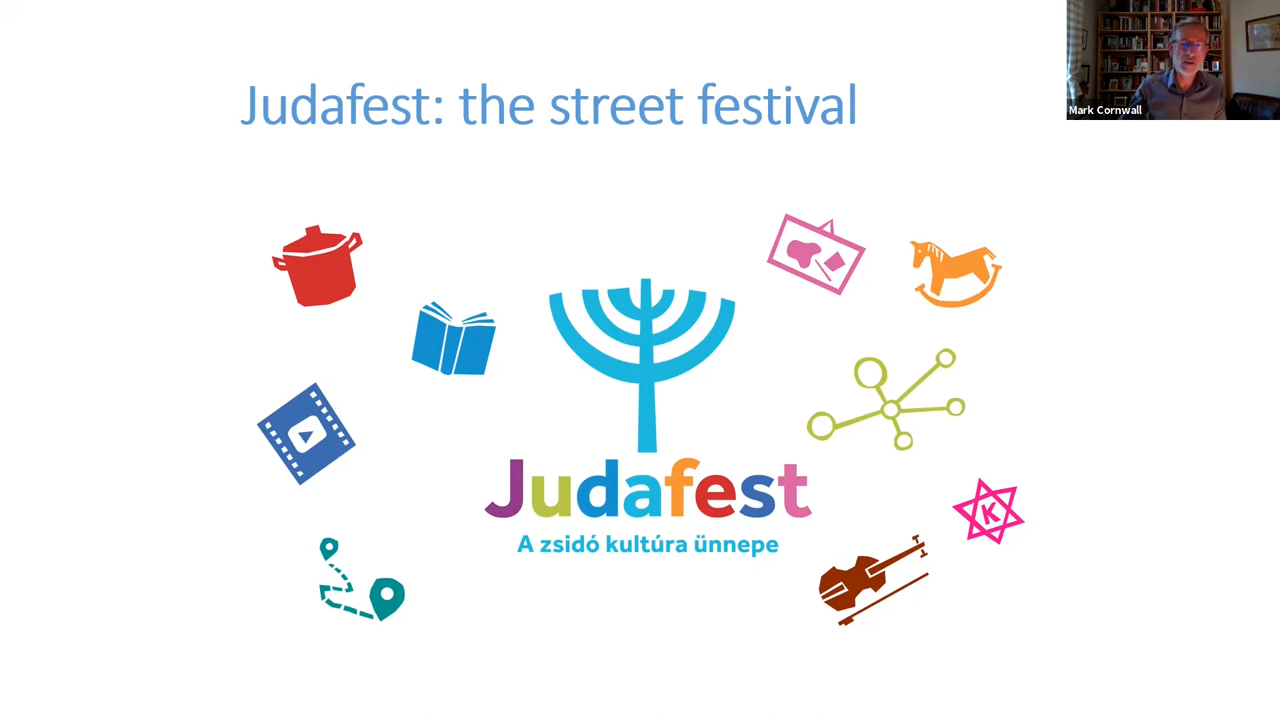 Judafest: the street festival
Mark Cornwall
K
Judafest
A zsidó kultúra ünnepe